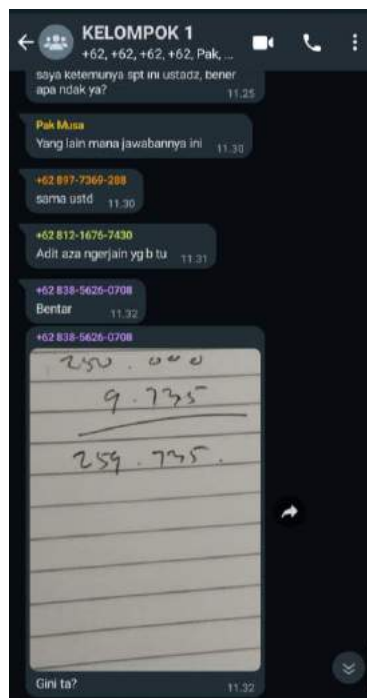 KELOMPOK 1
+62, +62, +62, +62, Pak, ...
saya ketemunya spt ini ustadz, bener
apa ndak ya?
11.25
Pak Musa
Yang lain mana jawabannya ini
11.30
+62 897-7369-288
sama ustd
11.30
+62 812-1676-7430
Adit aza ngerjain yg b tu
11.31
+62 838-5626-0708
Bentar
11.32
+62 838-5626-0708
250.000
9.735
259.735.
Gini ta?
11.32